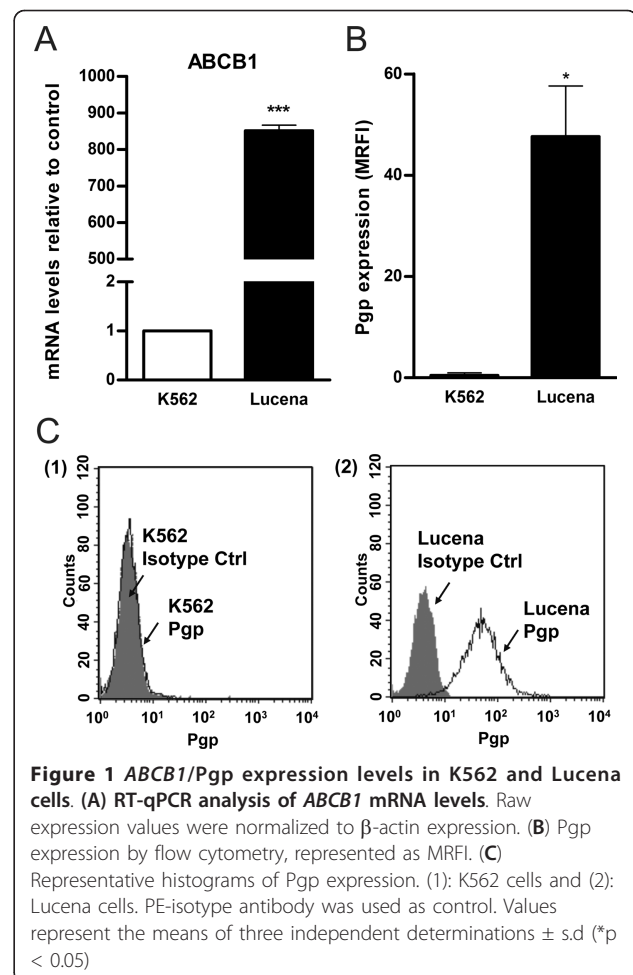 A
ABCB1
mRNA levels relative to control
1000
900
800
700
600
500
2
1
0
***
K562
Lucena
B
Pgp expression (MRFI)
60
40
20
0
*
K562
Lucena
C
(1)
Counts
120
100
80
60
40
20
0
K562
Isotype Ctrl
K562
Pgp
10⁰ 10¹ 10² 10³ 10⁴
Pgp
(2)
Counts
120
100
80
60
40
20
0
Lucena
Isotype Ctrl
Lucena
Pgp
10⁰ 10¹ 10² 10³ 10⁴
Pgp
Figure 1 ABCB1/Pgp expression levels in K562 and Lucena
cells. (A) RT-qPCR analysis of ABCB1 mRNA levels. Raw
expression values were normalized to β-actin expression. (B) Pgp
expression by flow cytometry, represented as MRFI. (C)
Representative histograms of Pgp expression. (1): K562 cells and (2):
Lucena cells. PE-isotype antibody was used as control. Values
represent the means of three independent determinations ± s.d (*p
< 0.05)